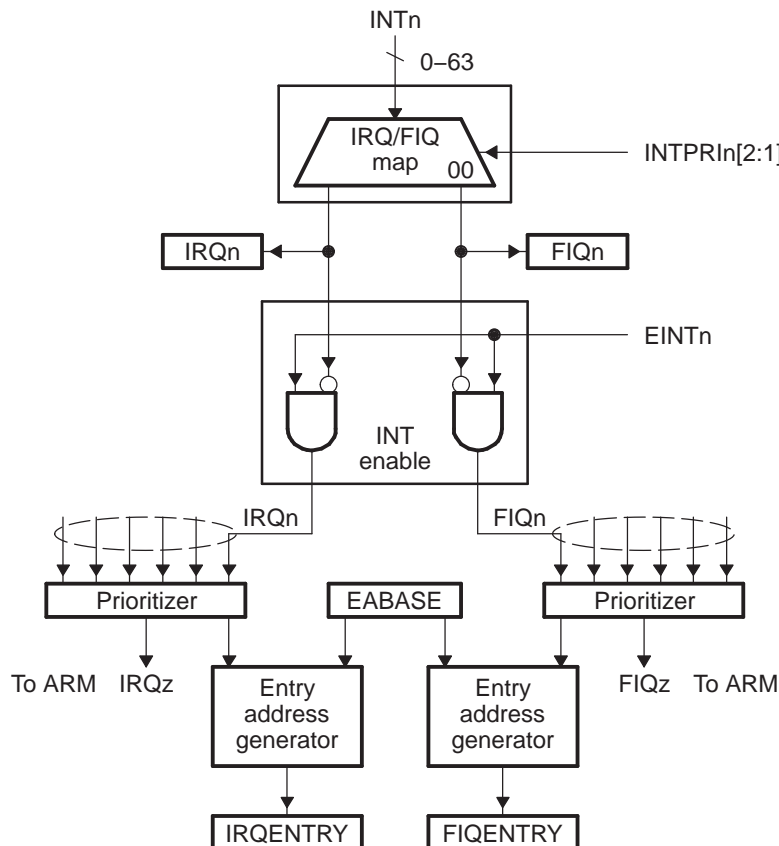 INTn
0–63
IRQ/FIQ
map
00
INTPRIn[2:1]
IRQn
FIQn
EINTn
INT
enable
IRQn
FIQn
Prioritizer
EABASE
Prioritizer
To ARM IRQz
FIQz To ARM
Entry
address
generator
Entry
address
generator
IRQENTRY
FIQENTRY